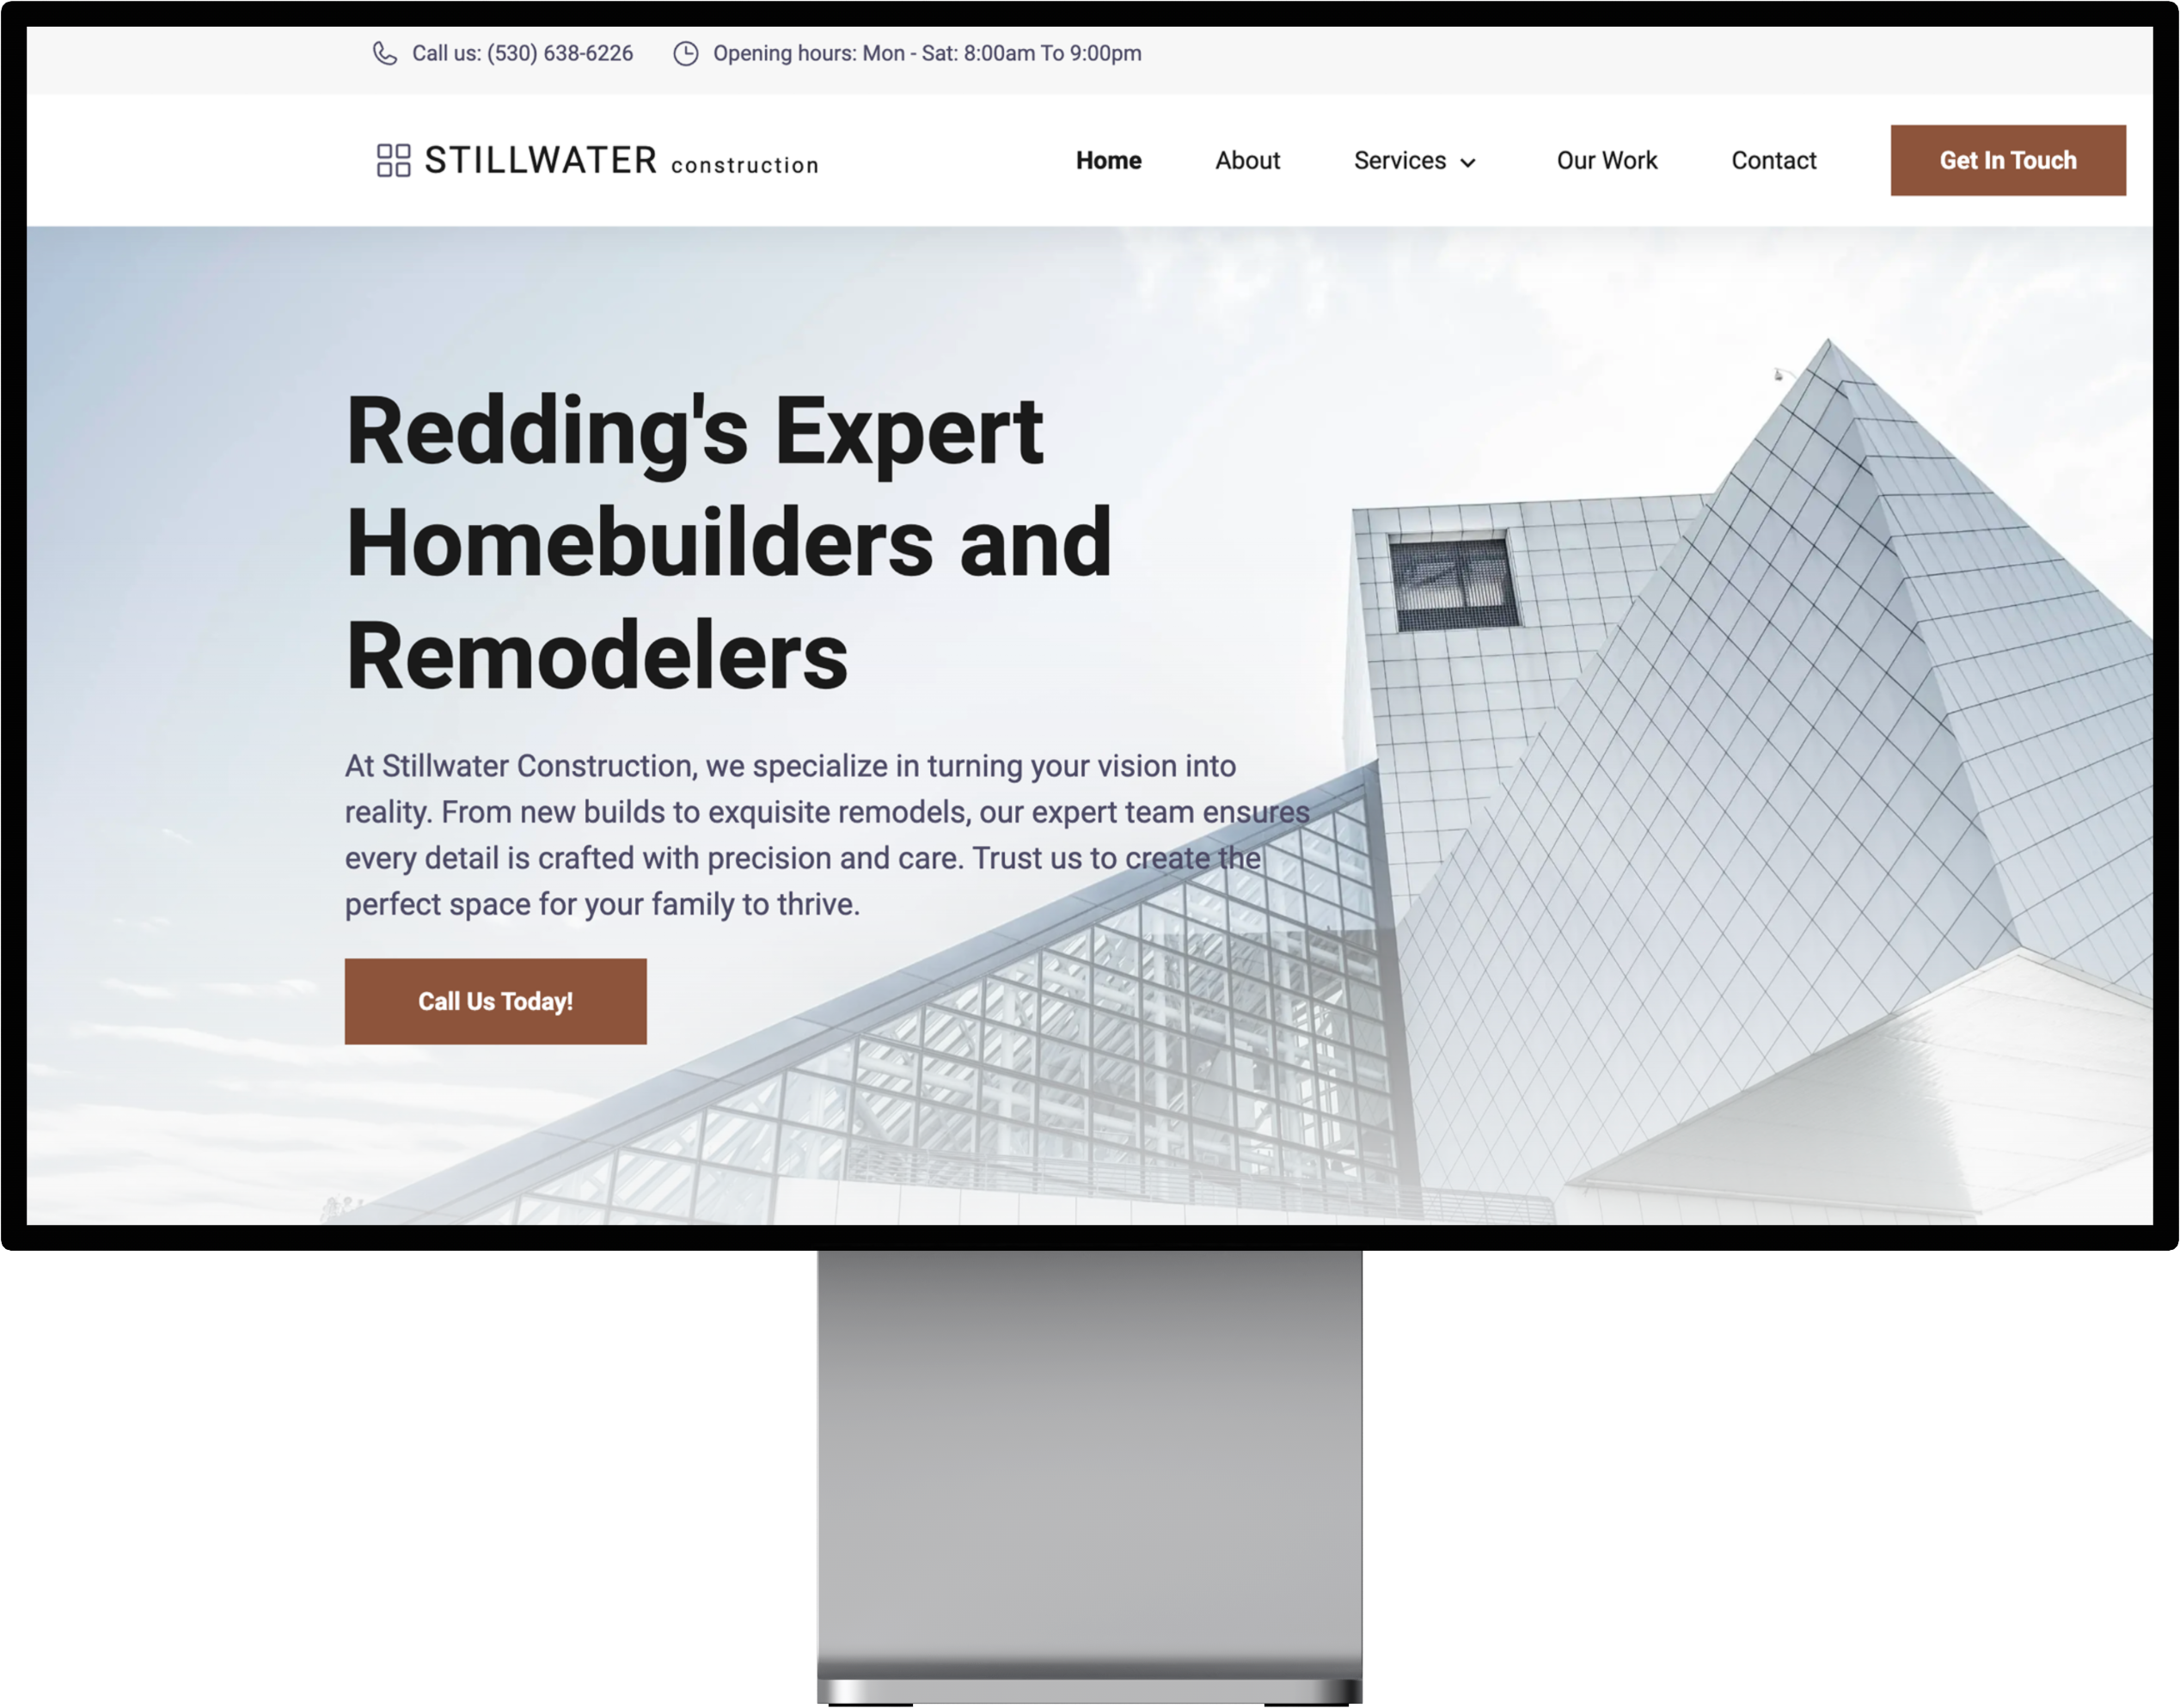 Call us: (530) 638-6226 Opening hours: Mon - Sat: 8:00am To 9:00pm
STILLWATER construction Home About Services Our Work Contact Get In Touch
Redding's Expert
Homebuilders and
Remodelers
At Stillwater Construction, we specialize in turning your vision into
reality. From new builds to exquisite remodels, our expert team ensures
every detail is crafted with precision and care. Trust us to create the
perfect space for your family to thrive.
Call Us Today!